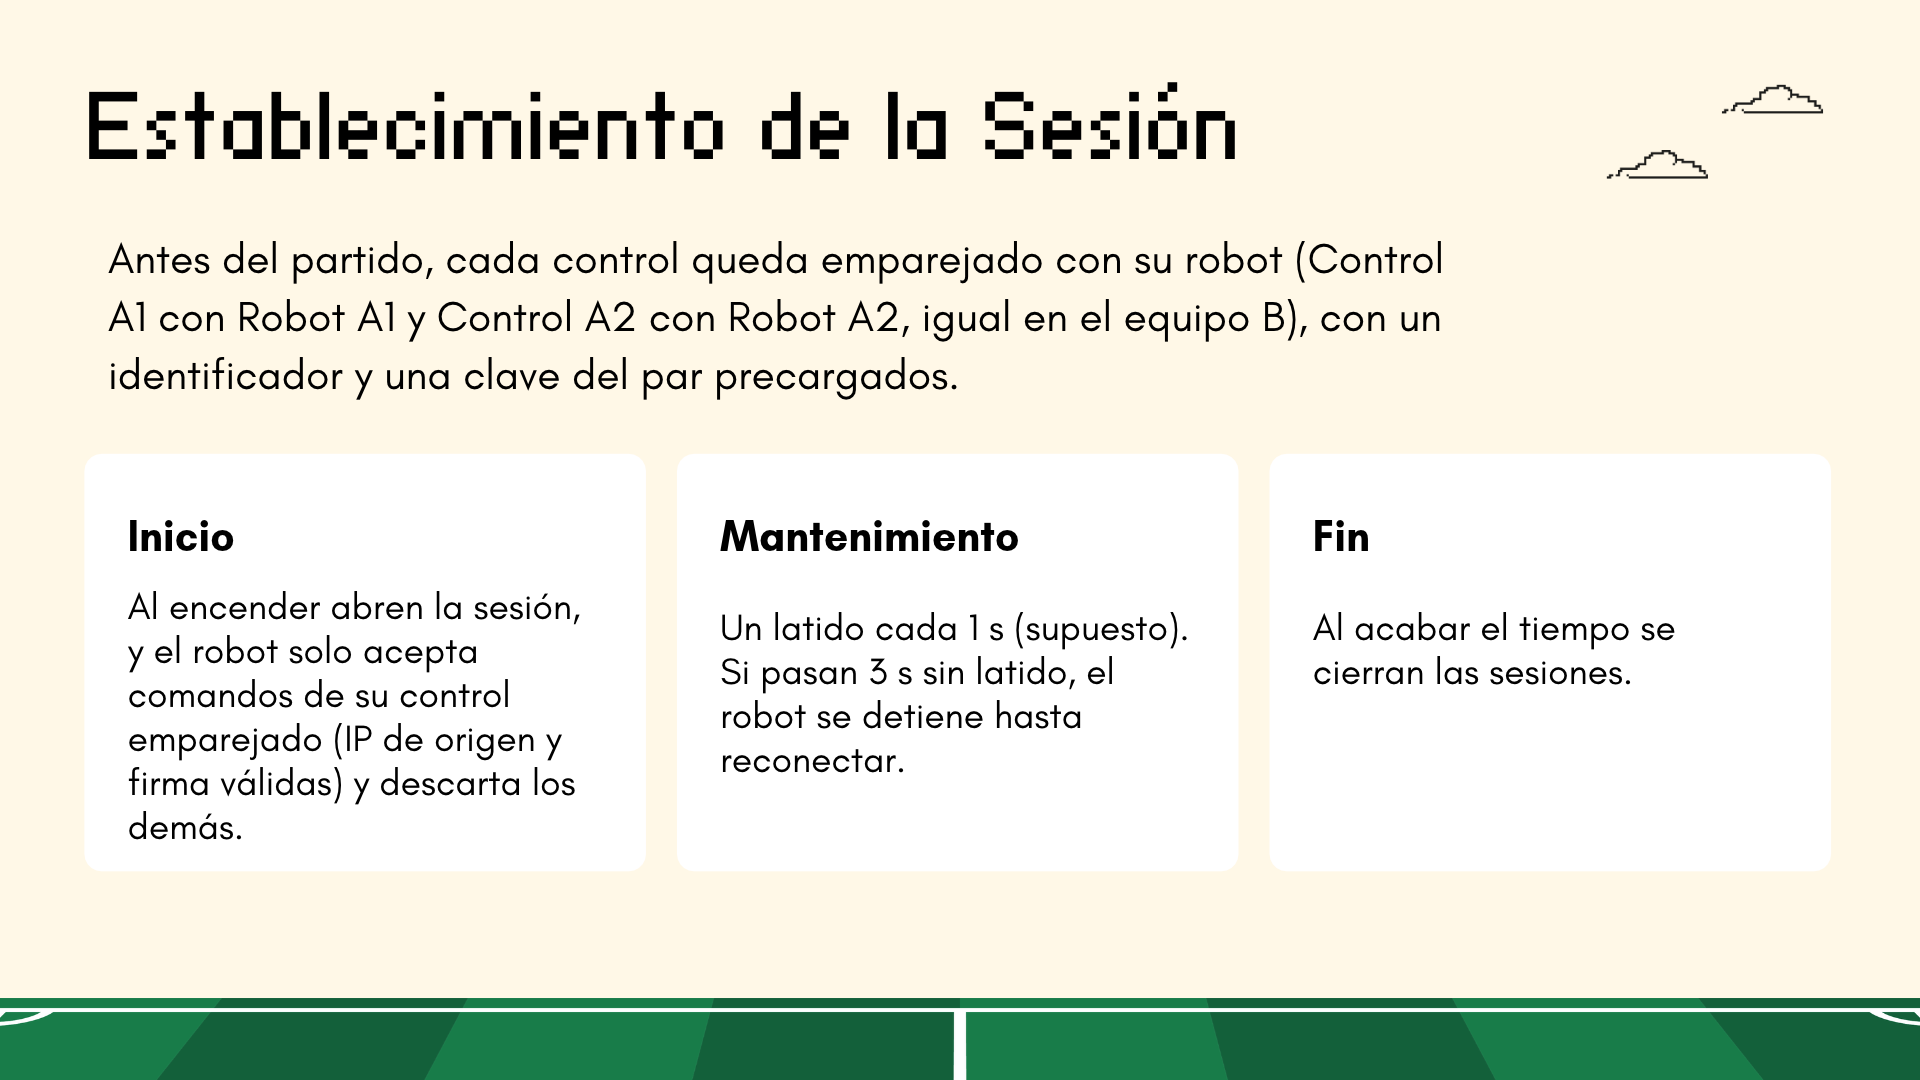 Establecimiento de la Sesión
Antes del partido, cada control queda emparejado con su robot (Control
A1 con Robot A1 y Control A2 con Robot A2, igual en el equipo B), con un
identificador y una clave del par precargados.
Inicio
Al encender abren la sesión,
y el robot solo acepta
comandos de su control
emparejado (IP de origen y
firma válidas) y descarta los
demás.
Mantenimiento
Un latido cada 1 s (supuesto).
Si pasan 3 s sin latido, el
robot se detiene hasta
reconectar.
Fin
Al acabar el tiempo se
cierran las sesiones.